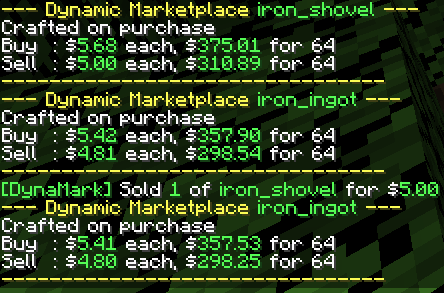 --- Dynamic Marketplace iron_shovel ---
Crafted on purchase
Buy : $5.68 each, $375.01 for 64
Sell : $5.00 each, $310.89 for 64
-----------------------------------
--- Dynamic Marketplace iron_ingot ---
Crafted on purchase
Buy : $5.42 each, $357.90 for 64
Sell : $4.81 each, $298.54 for 64
-----------------------------------
[DynaMark] Sold 1 of iron_shovel for $5.00
--- Dynamic Marketplace iron_ingot ---
Crafted on purchase
Buy : $5.41 each, $357.53 for 64
Sell : $4.80 each, $298.25 for 64
-----------------------------------